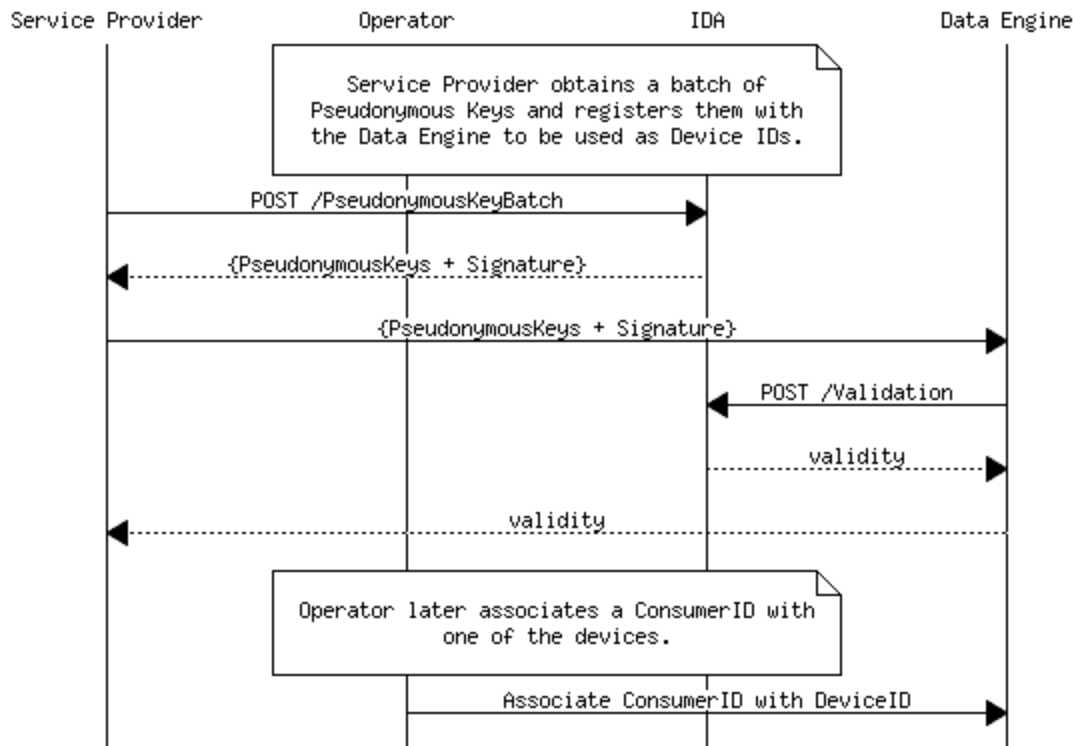 Service Provider Operator IDA Data Engine
Service Provider obtains a batch of
Pseudonymous Keys and registers them with
the Data Engine to be used as Device IDs.
POST /PseudonymousKeyBatch
{PseudonymousKeys + Signature}
{PseudonymousKeys + Signature}
POST /Validation
validity
validity
Operator later associates a ConsumerID with
one of the devices.
Associate ConsumerID with DeviceID